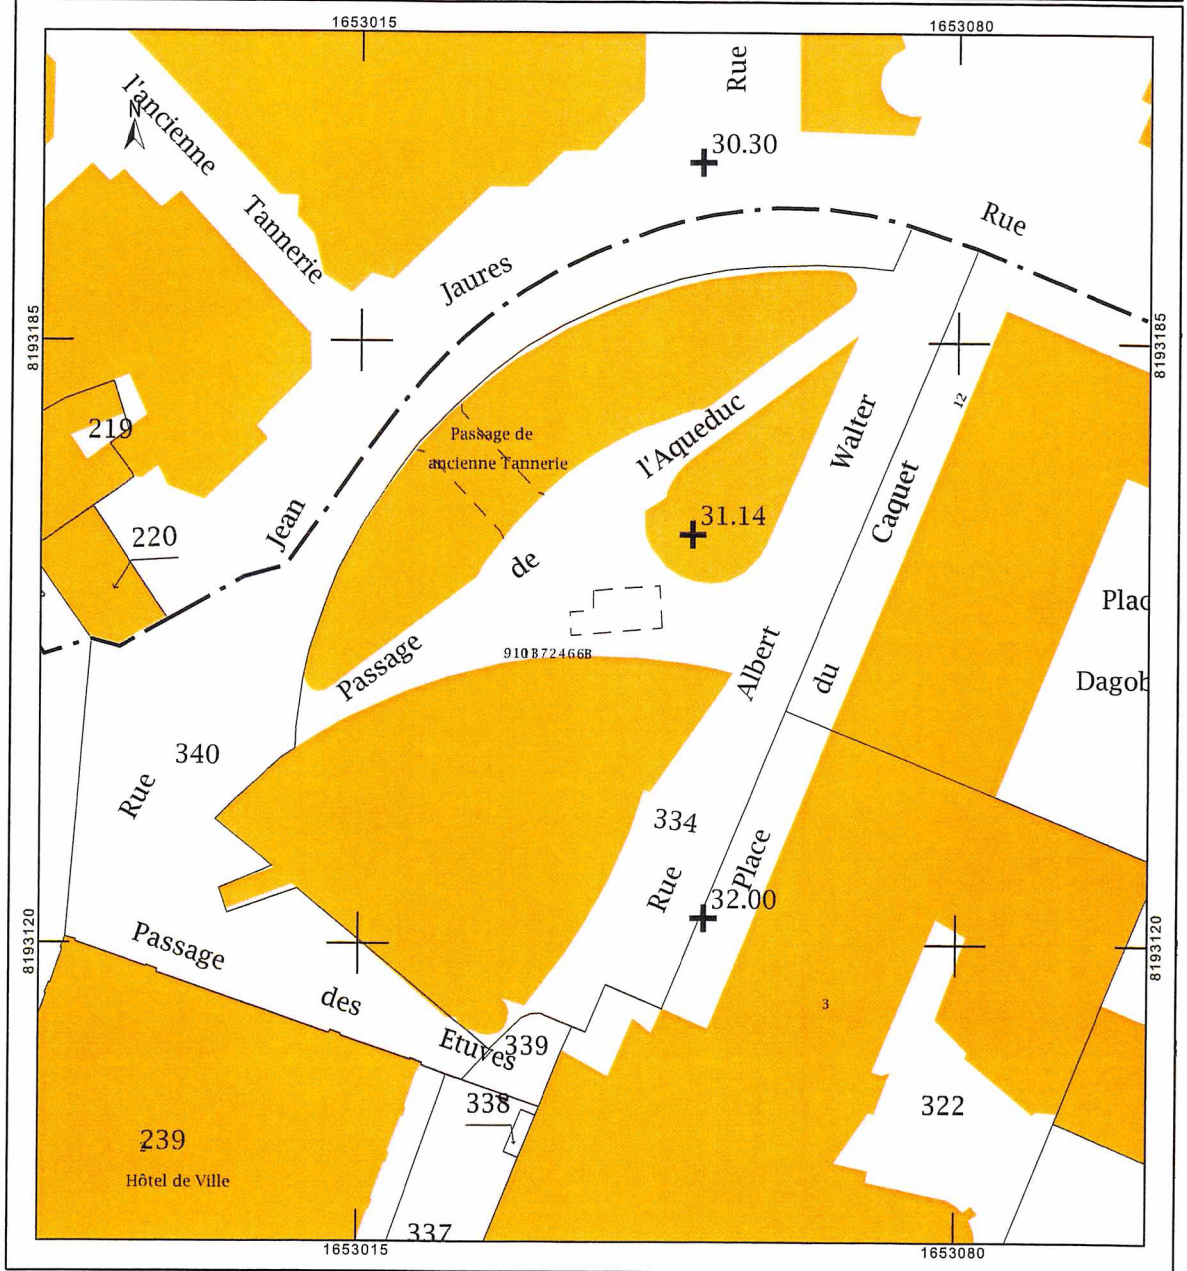 1653015
1653080
l'ancienne
N
Rue
30.30
Tannerie
Rue
Jaures
8193185
8193185
12
219
Passage de
ancienne Tannerie
l'Aqueduc
Walter
Caquet
31.14
Jean
220
de
Plac
910B72466B
Passage
Albert
du
Dagob
340
Rue
334
Place
Rue
32.00
8193120
8193120
Passage
des
3
Etuves
339
338
322
239
2
Hôtel de Ville
337
1653015
1653080